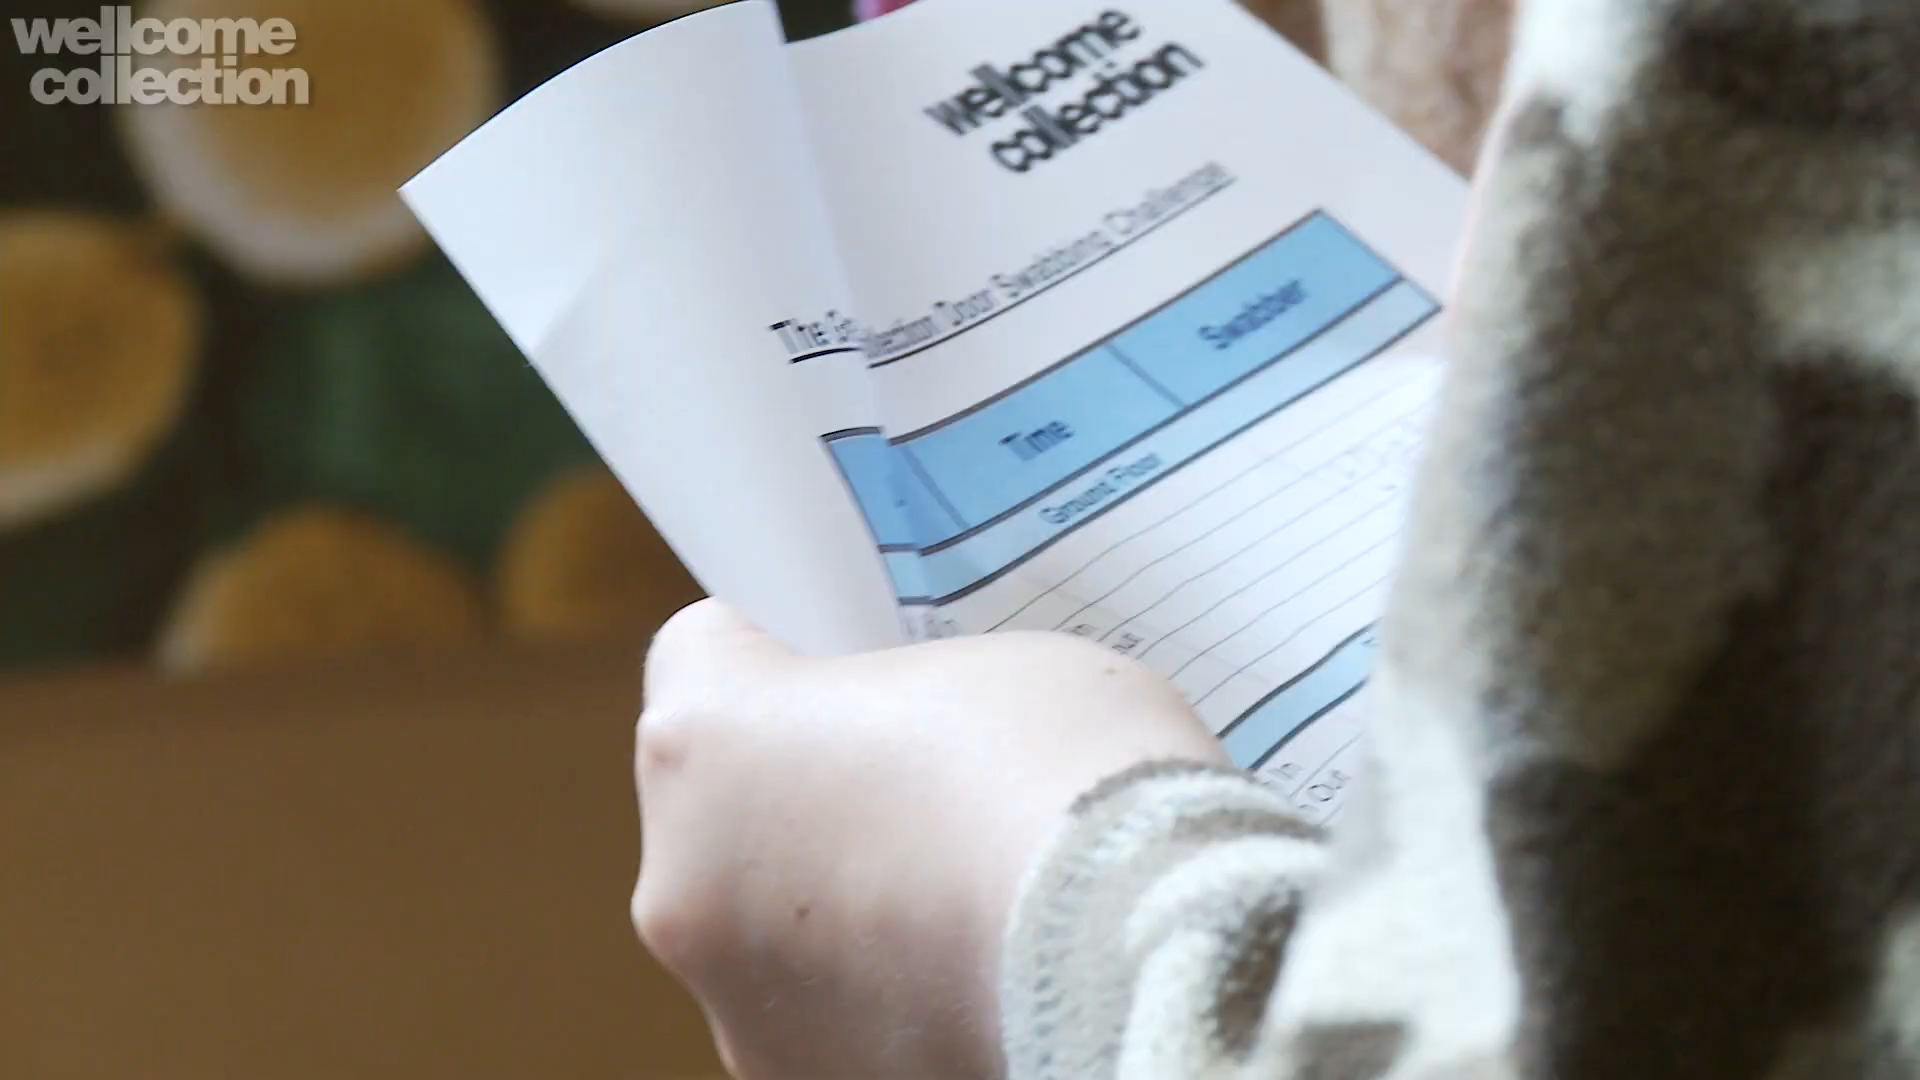 wellcome
collection
wellcome
collection
The
Door Swabbing Challenge!
Time
Swabber
Ground Floor
In
Out
In
Out